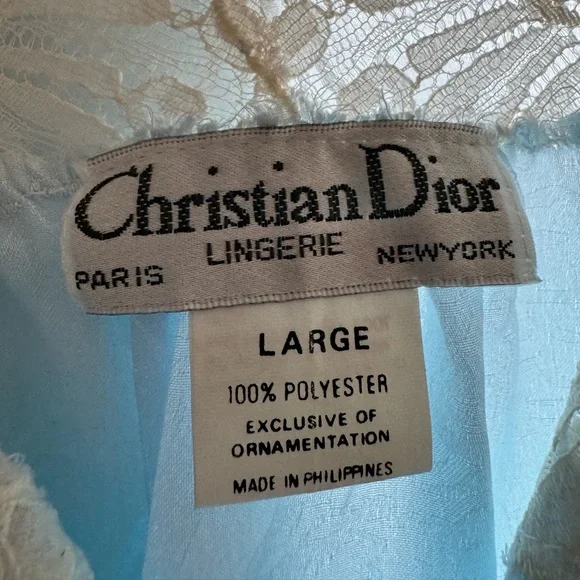 Christian Dior
LINGERIE
PARIS NEWYORK
LARGE
100% POLYESTER
EXCLUSIVE OF
ORNAMENTATION
MADE IN PHILIPPINES